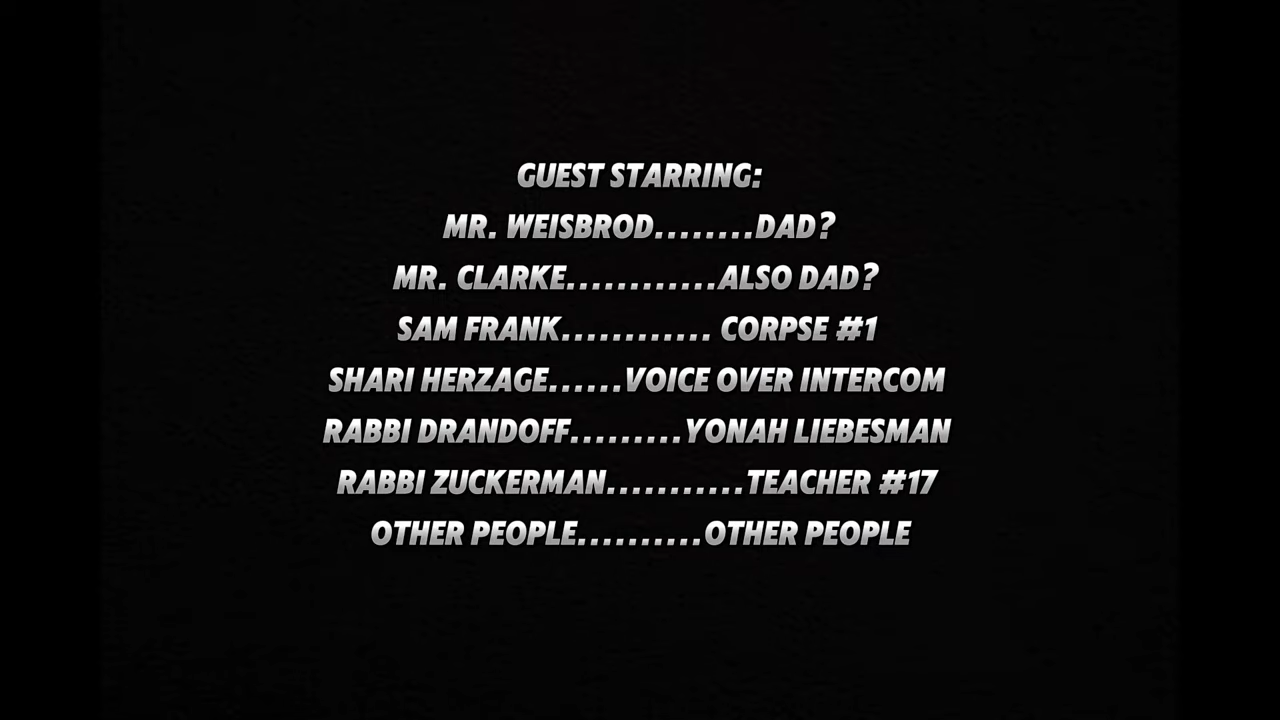 GUEST STARRING:
MR. WEISBROD........DAD?
MR. CLARKE............ALSO DAD?
SAM FRANK............ CORPSE #1
SHARI HERZAGE......VOICE OVER INTERCOM
RABBI DRANDOFF.........YONAH LIEBESMAN
RABBI ZUCKERMAN...........TEACHER #17
OTHER PEOPLE..........OTHER PEOPLE